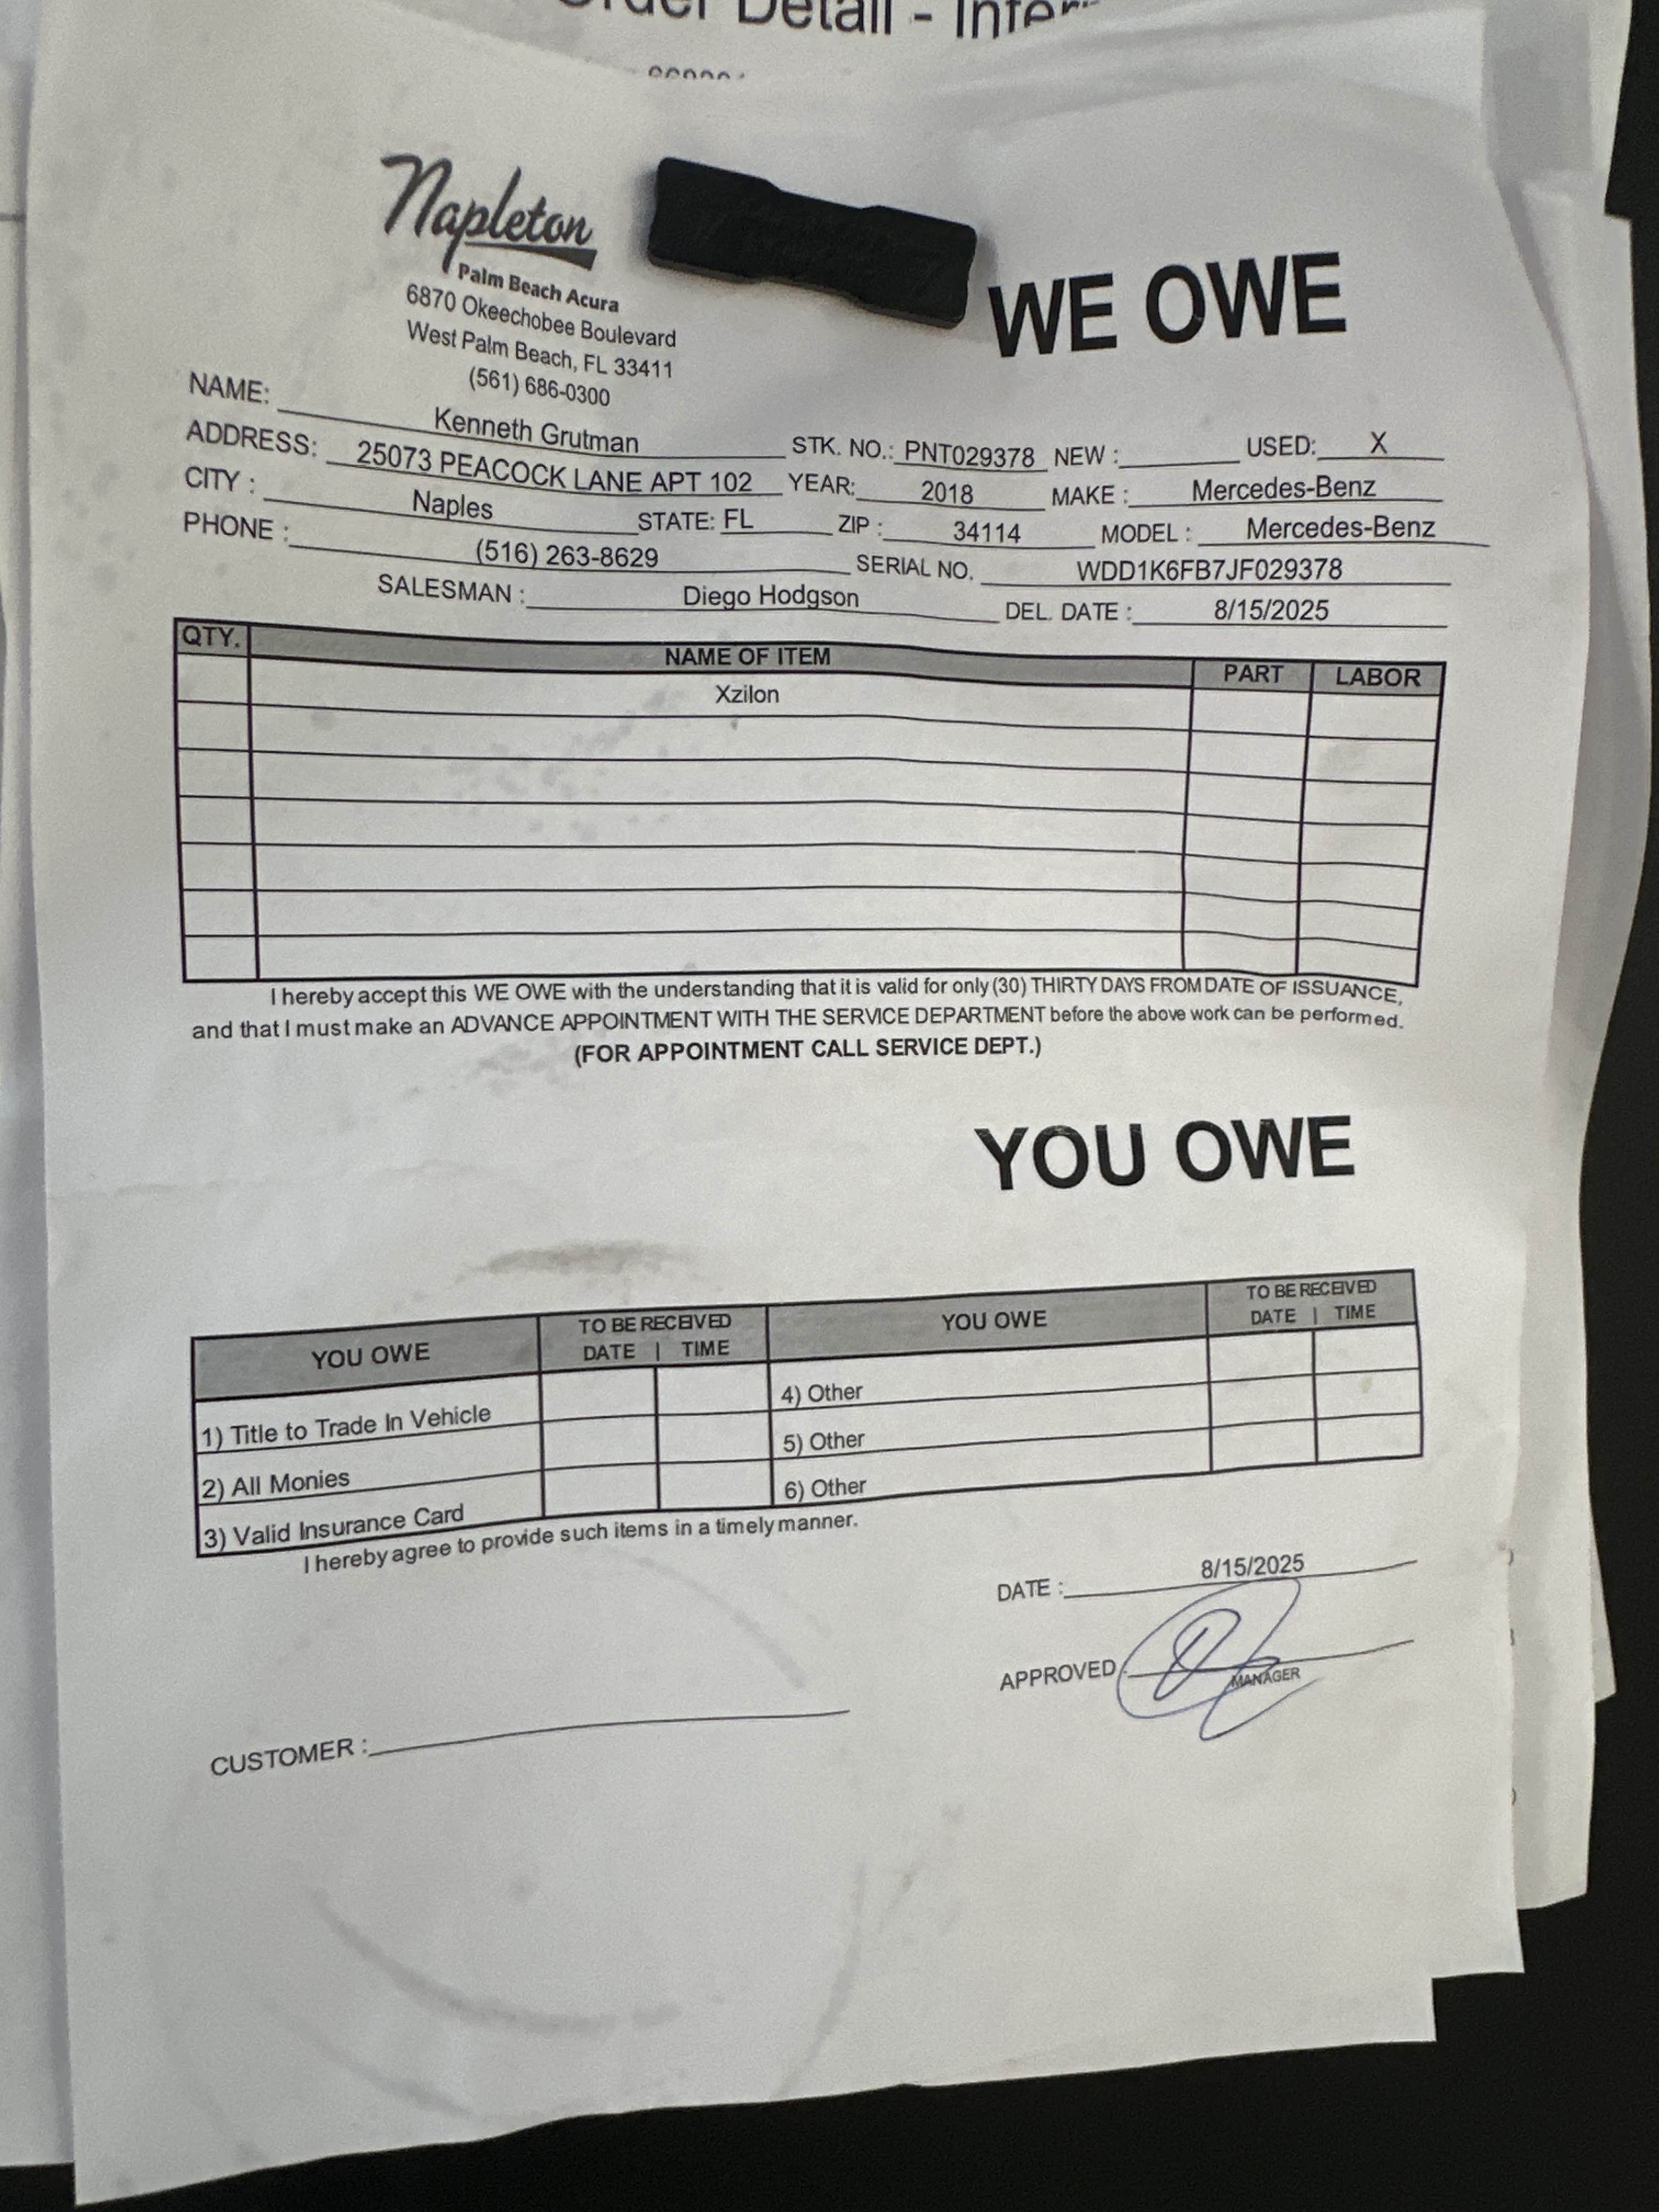 Order Detail - Inter
Napleton
Palm Beach Acura
6870 Okeechobee Boulevard
West Palm Beach, FL 33411
(561) 686-0300
WE OWE
NAME: Kenneth Grutman STK. NO.: PNT029378 NEW : USED: X
ADDRESS: 25073 PEACOCK LANE APT 102 YEAR: 2018 MAKE : Mercedes-Benz
CITY : Naples STATE: FL ZIP : 34114 MODEL : Mercedes-Benz
PHONE : (516) 263-8629 SERIAL NO. WDD1K6FB7JF029378
SALESMAN : Diego Hodgson DEL. DATE : 8/15/2025
QTY. NAME OF ITEM PART LABOR
Xzilon
I hereby accept this WE OWE with the understanding that it is valid for only (30) THIRTY DAYS FROM DATE OF ISSUANCE,
and that I must make an ADVANCE APPOINTMENT WITH THE SERVICE DEPARTMENT before the above work can be performed.
(FOR APPOINTMENT CALL SERVICE DEPT.)
YOU OWE
YOU OWE TO BE RECEIVED YOU OWE TO BE RECEIVED
DATE | TIME DATE | TIME
1) Title to Trade In Vehicle 4) Other
2) All Monies 5) Other
3) Valid Insurance Card 6) Other
I hereby agree to provide such items in a timely manner.
DATE : 8/15/2025
APPROVED
MANAGER
CUSTOMER :